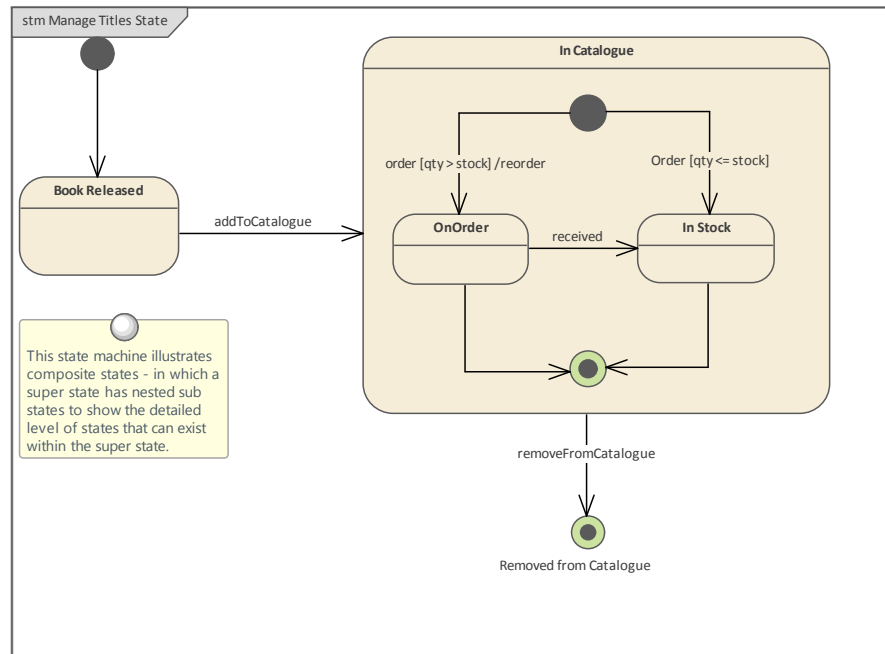 stm Manage Titles State
In Catalogue
order [qty > stock] /reorder
Order [qty <= stock]
Book Released
addToCatalogue
OnOrder
received
In Stock
This state machine illustrates
composite states - in which a
super state has nested sub
states to show the detailed
level of states that can exist
within the super state.
removeFromCatalogue
Removed from Catalogue